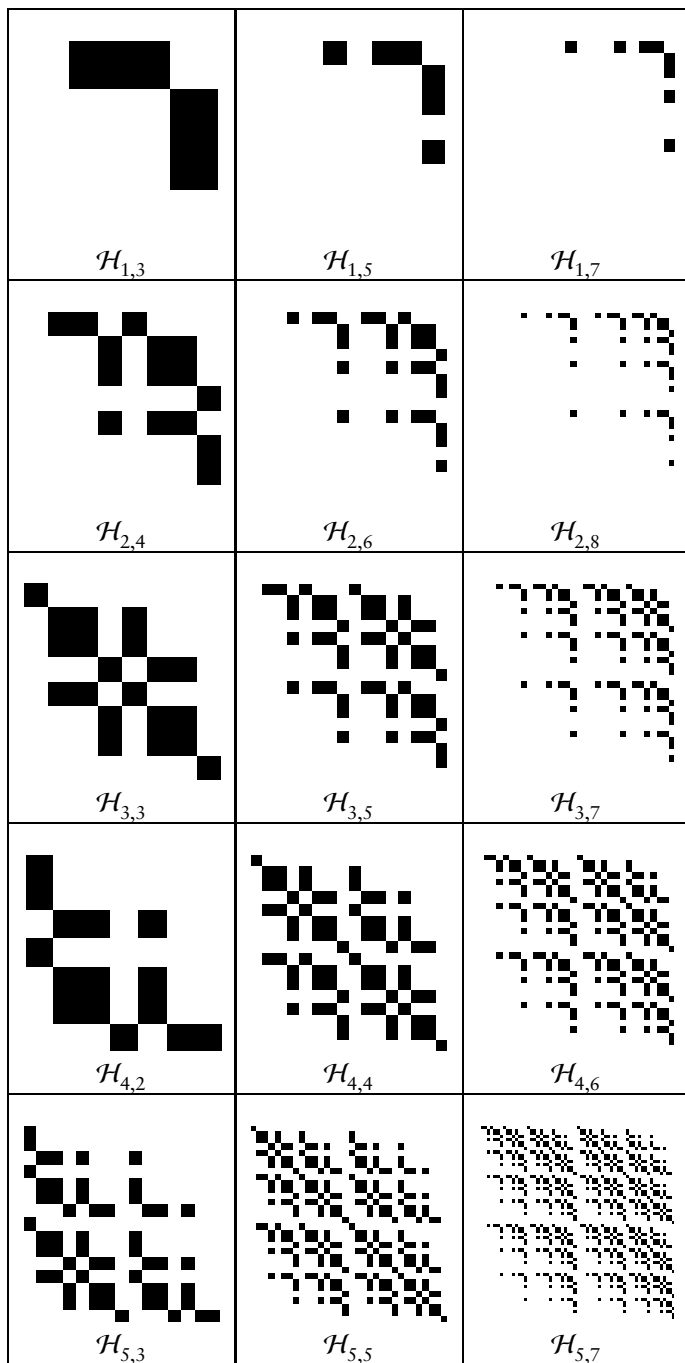 ℋ₁,₃ ℋ₁,₅ ℋ₁,₇
ℋ₂,₄ ℋ₂,₆ ℋ₂,₈
ℋ₃,₃ ℋ₃,₅ ℋ₃,₇
ℋ₄,₂ ℋ₄,₄ ℋ₄,₆
ℋ₅,₃ ℋ₅,₅ ℋ₅,₇